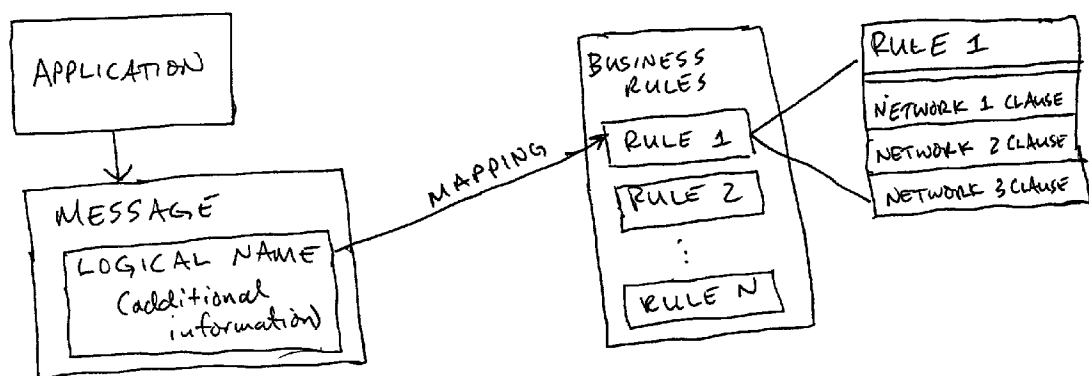 APPLICATION
MESSAGE
LOGICAL NAME
(additional
information)
MAPPING
BUSINESS
RULES
RULE 1
RULE 2
⋮
RULE N
RULE 1
NETWORK 1 CLAUSE
NETWORK 2 CLAUSE
NETWORK 3 CLAUSE